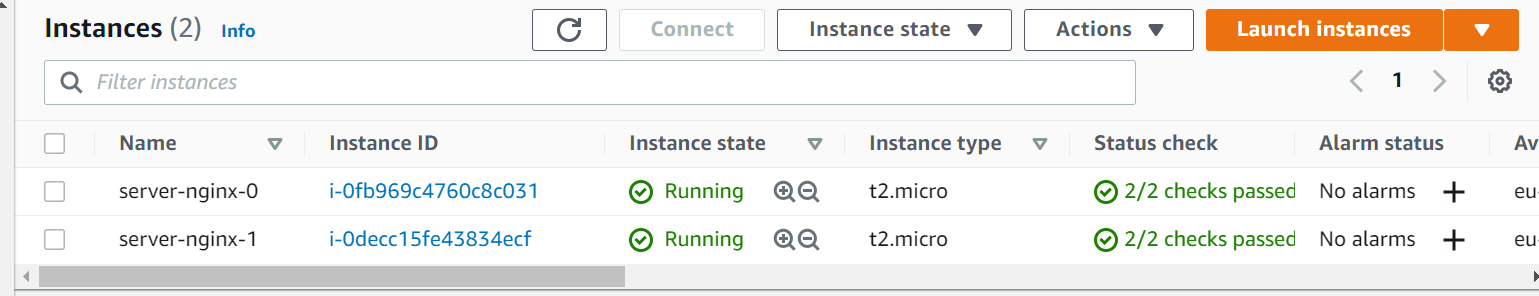 Instances (2) Info Connect Instance state Actions Launch instances
Filter instances 1
Name Instance ID Instance state Instance type Status check Alarm status Av
server-nginx-0 i-0fb969c4760c8c031 Running t2.micro 2/2 checks passed No alarms + eu-
server-nginx-1 i-0decc15fe43834ecf Running t2.micro 2/2 checks passed No alarms + eu-